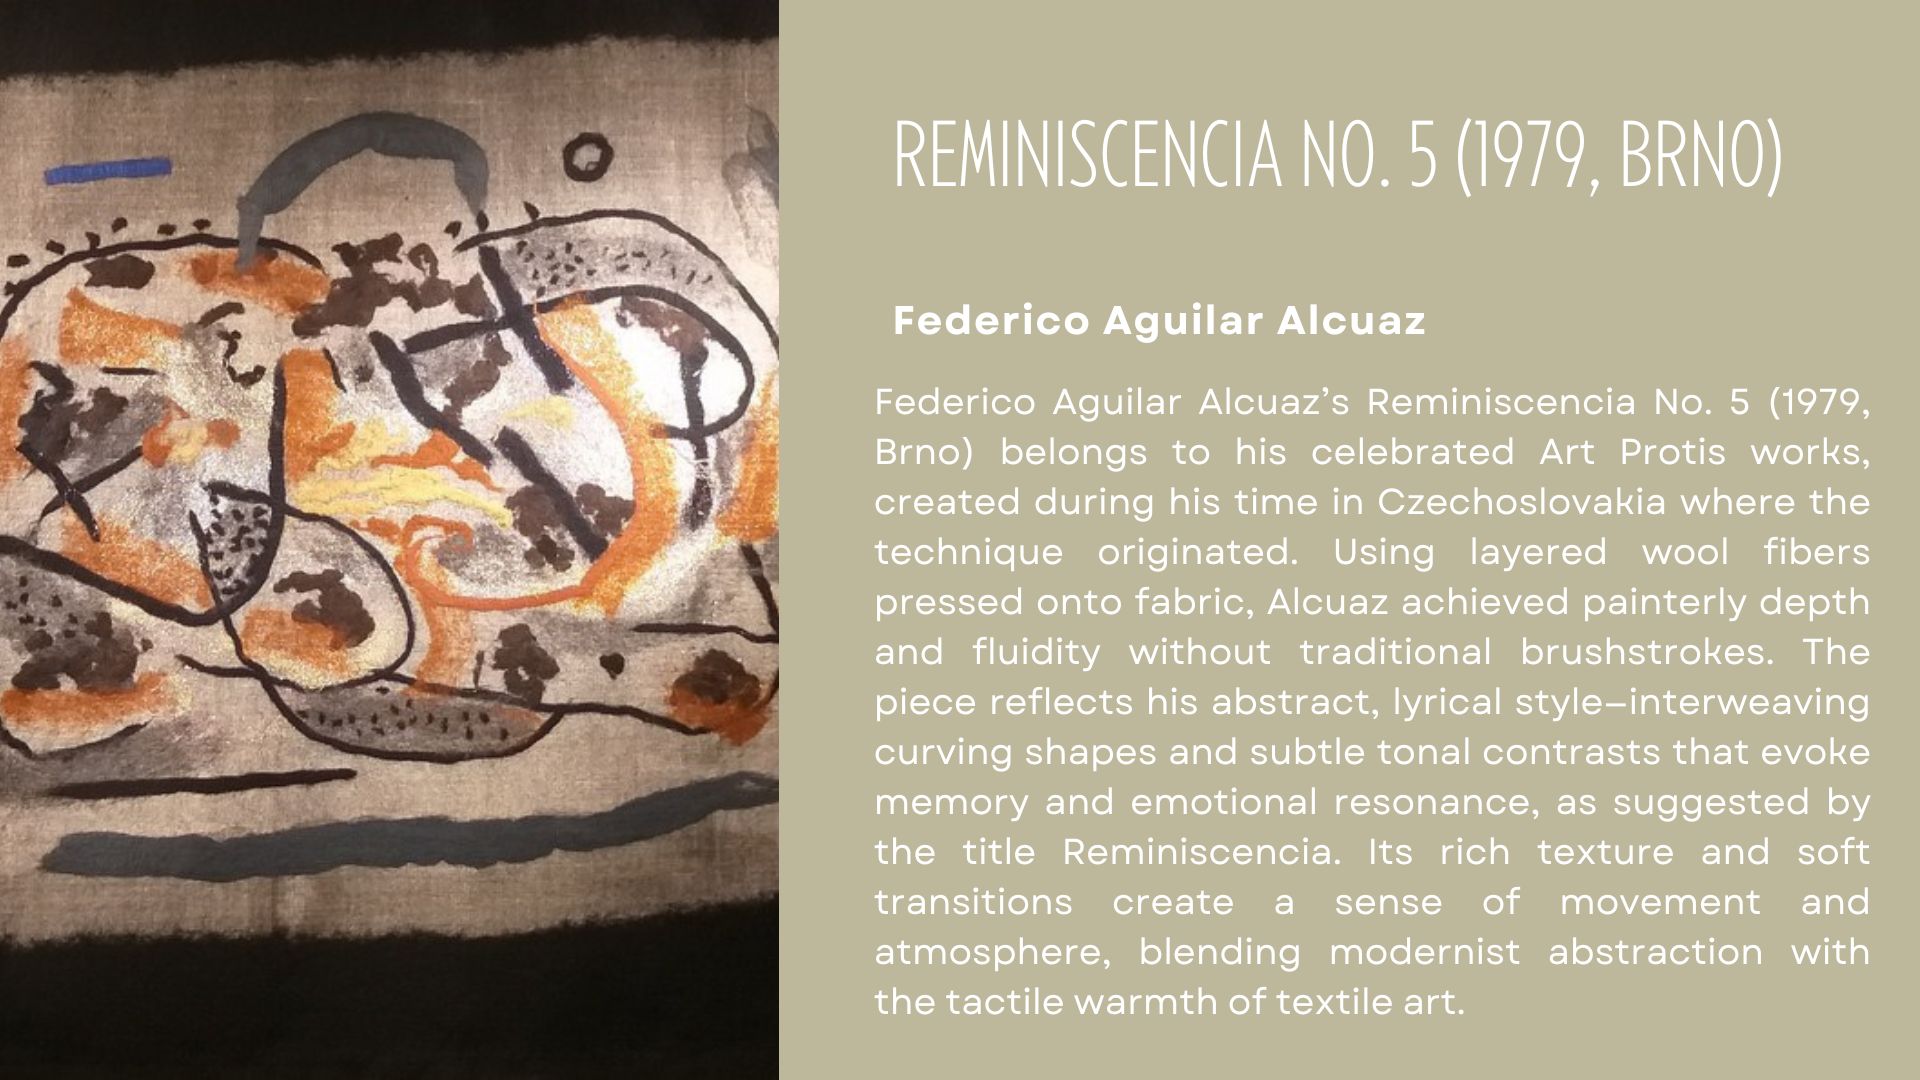 REMINISCENCIA NO. 5 (1979, BRNO)
Federico Aguilar Alcuaz
Federico Aguilar Alcuaz’s Reminiscencia No. 5 (1979,
Brno) belongs to his celebrated Art Protis works,
created during his time in Czechoslovakia where the
technique originated. Using layered wool fibers
pressed onto fabric, Alcuaz achieved painterly depth
and fluidity without traditional brushstrokes. The
piece reflects his abstract, lyrical style—interweaving
curving shapes and subtle tonal contrasts that evoke
memory and emotional resonance, as suggested by
the title Reminiscencia. Its rich texture and soft
transitions create a sense of movement and
atmosphere, blending modernist abstraction with
the tactile warmth of textile art.